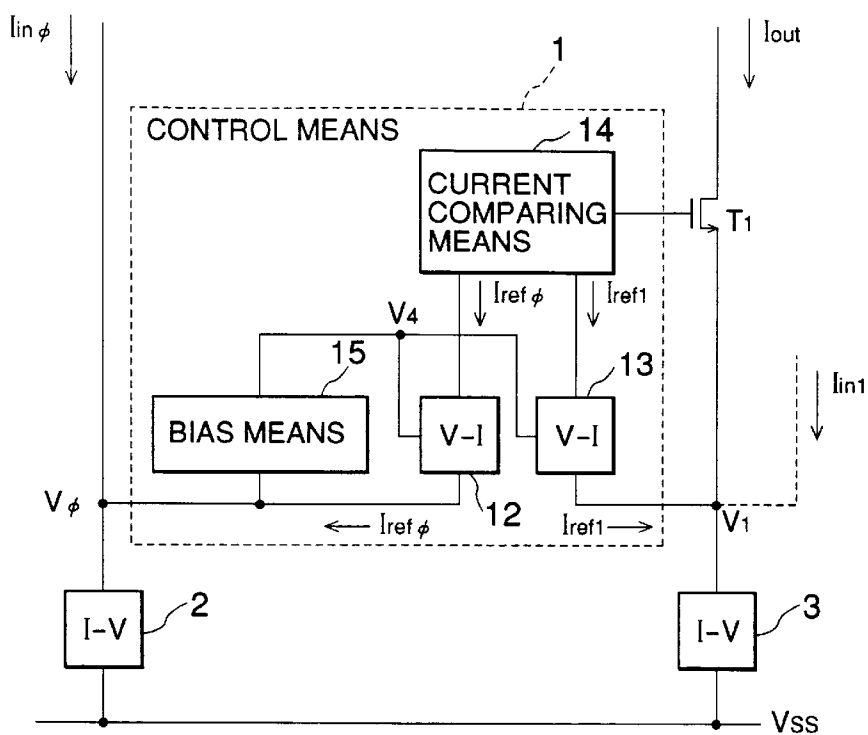 Iin φ
Iout
1
CONTROL MEANS
14
CURRENT
COMPARING
MEANS
T1
Iref φ
Iref1
V4
15
13
Iin1
BIAS MEANS
V-I
V-I
Vφ
12
V1
Iref φ
Iref1
2
3
I-V
I-V
VSS